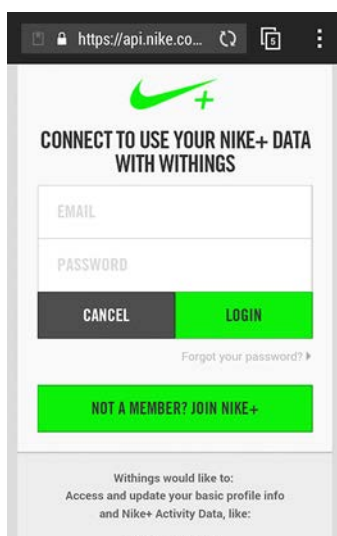 https://api.nike.co...
5
CONNECT TO USE YOUR NIKE+ DATA
WITH WITHINGS
EMAIL
PASSWORD
CANCEL
LOGIN
Forgot your password?
NOT A MEMBER? JOIN NIKE+
Withings would like to:
Access and update your basic profile info
and Nike+ Activity Data, like: